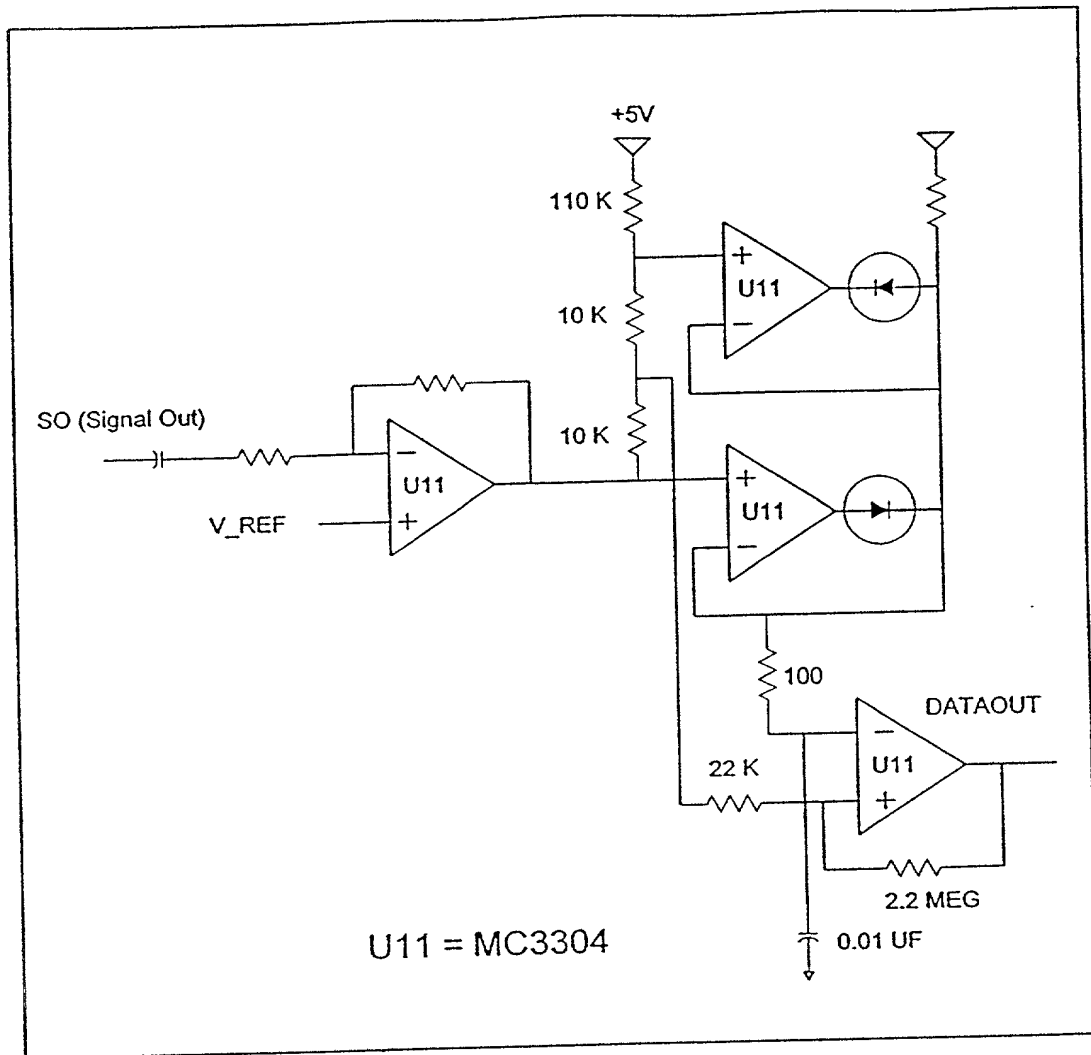 +5V
110 K
+
U11
−
10 K
SO (Signal Out)
10 K
−
U11
+
V_REF
+
U11
−
100
DATAOUT
−
U11
+
22 K
2.2 MEG
0.01 UF
U11 = MC3304